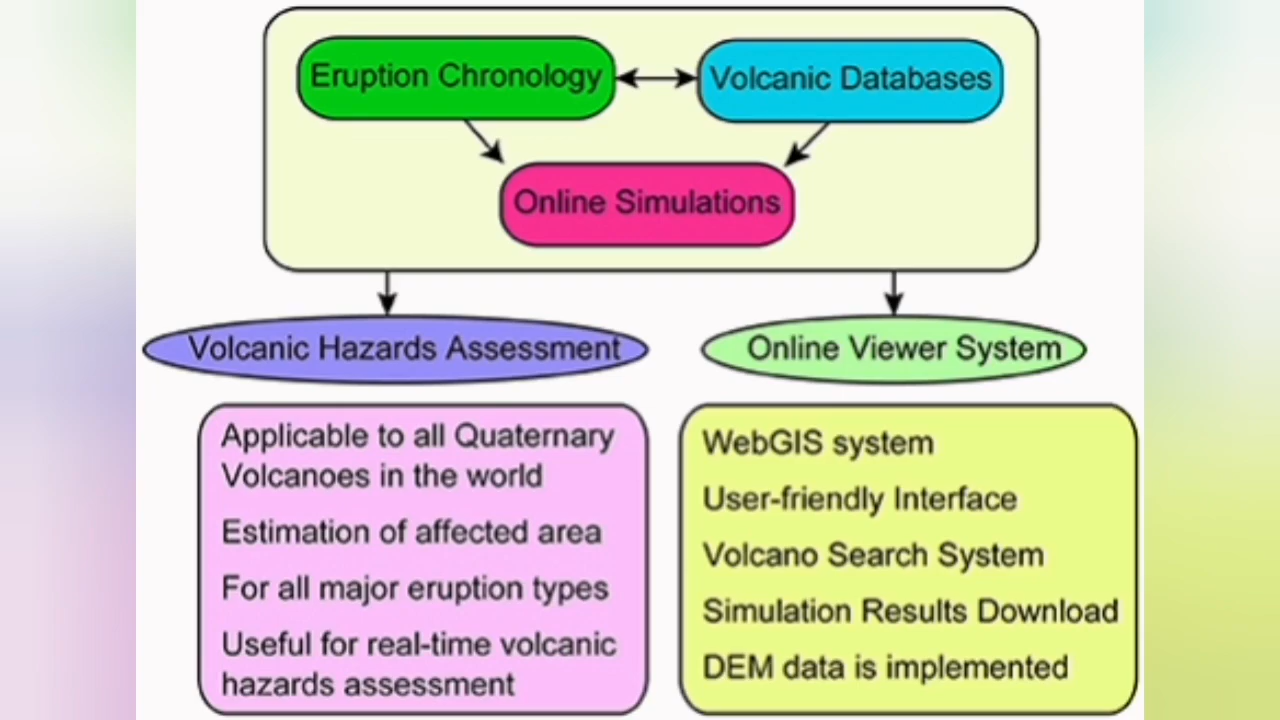 Eruption Chronology
Volcanic Databases
Online Simulations
Volcanic Hazards Assessment
Online Viewer System
Applicable to all Quaternary
Volcanoes in the world
Estimation of affected area
For all major eruption types
Useful for real-time volcanic
hazards assessment
WebGIS system
User-friendly Interface
Volcano Search System
Simulation Results Download
DEM data is implemented